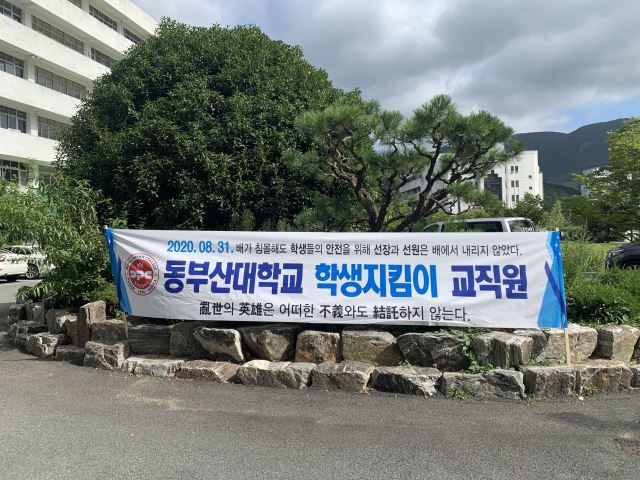 2020. 08. 31. 배가 침몰해도 학생들의 안전을 위해 선장과 선원은 배에서 내리지 않았다.
동부산대학교 학생지킴이 교직원
亂世의 英雄은 어떠한 不義와도 結託하지 않는다.